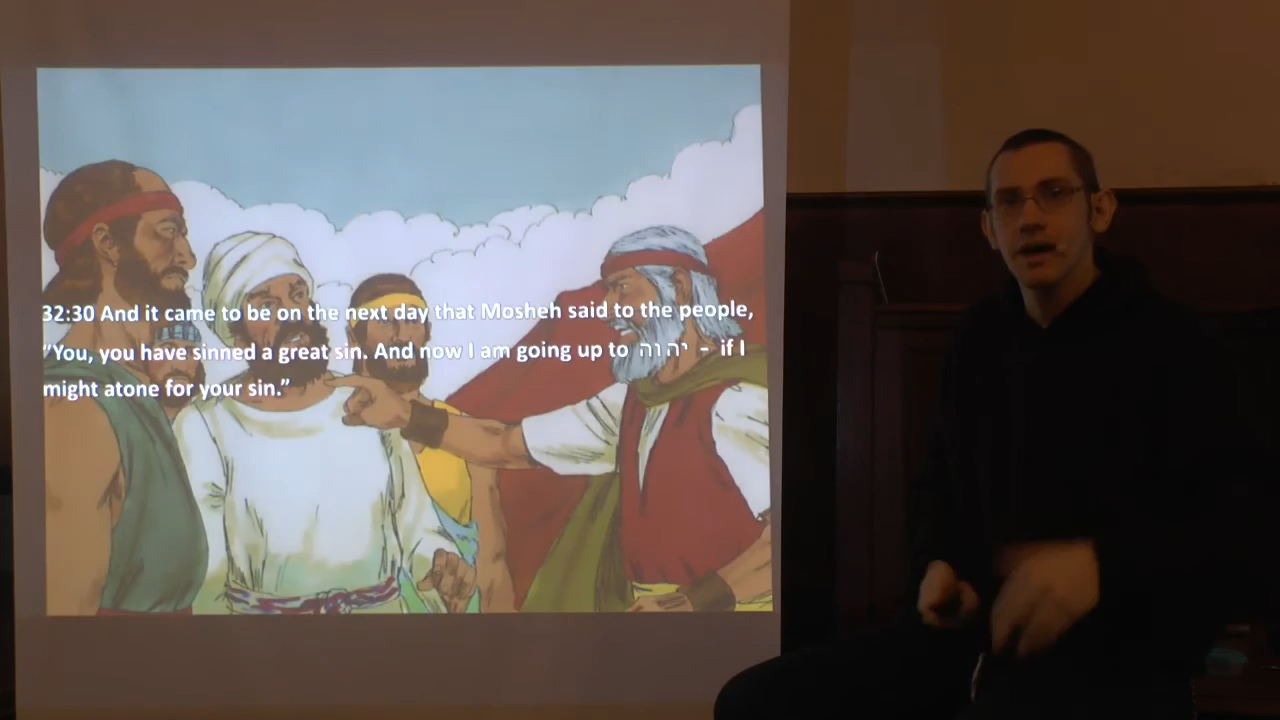 32:30 And it came to be on the next day that Mosheh said to the people,
"You, you have sinned a great sin. And now I am going up to יהוה - if I
might atone for your sin."